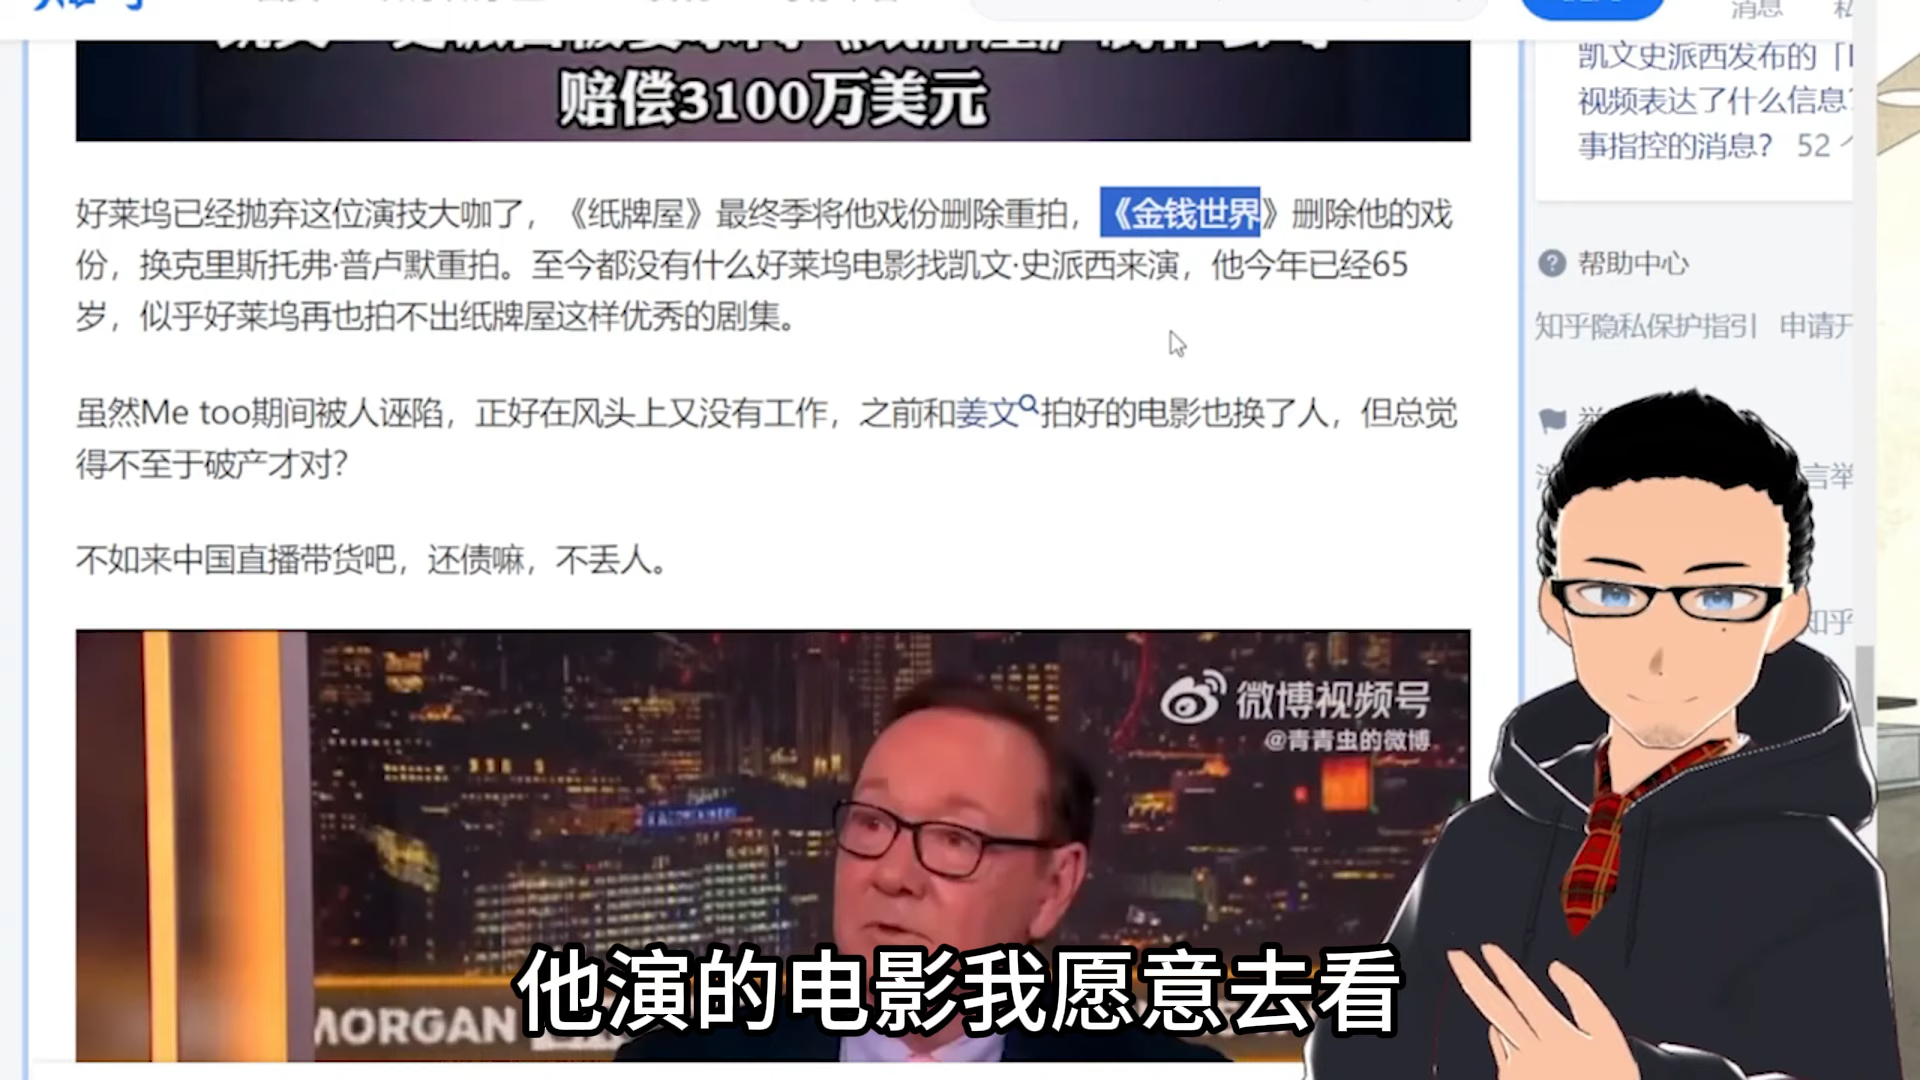 消息
赔偿3100万美元
好莱坞已经抛弃这位演技大咖了，《纸牌屋》最终季将他戏份删除重拍，《金钱世界》删除他的戏
份，换克里斯托弗·普卢默重拍。至今都没有什么好莱坞电影找凯文·史派西来演，他今年已经65
岁，似乎好莱坞再也拍不出纸牌屋这样优秀的剧集。
虽然Me too期间被人诬陷，正好在风头上又没有工作，之前和姜文拍好的电影也换了人，但总觉
得不至于破产才对？
不如来中国直播带货吧，还债嘛，不丢人。
微博视频号
@青青虫的微博
MORGAN
他演的电影我愿意去看
凯文史派西发布的「
视频表达了什么信息？
事指控的消息？ 52
帮助中心
知乎隐私保护指引 申请开
言举
知乎